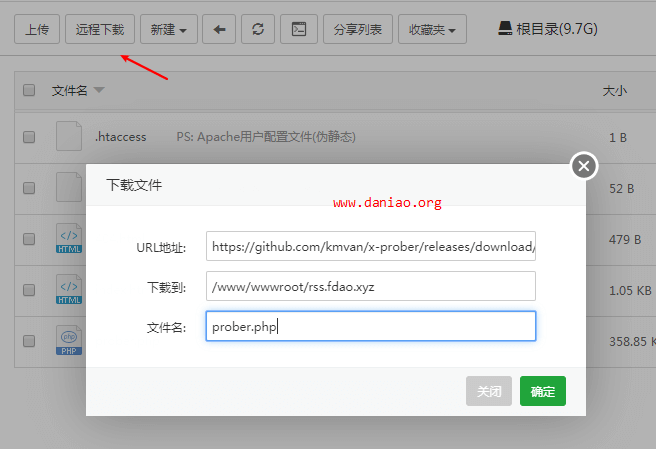 上传 远程下载 新建 分享列表 收藏夹 根目录(9.7G)
文件名 大小
.htaccess PS: Apache用户配置文件(伪静态) 1 B
52 B
下载文件
www.daniao.org
HTML URL地址: https://github.com/kmvan/x-prober/releases/download/ 479 B
HTML 下载到: /www/wwwroot/rss.fdao.xyz 1.05 KB
文件名: prober.php
PHP 358.85 K
关闭 确定